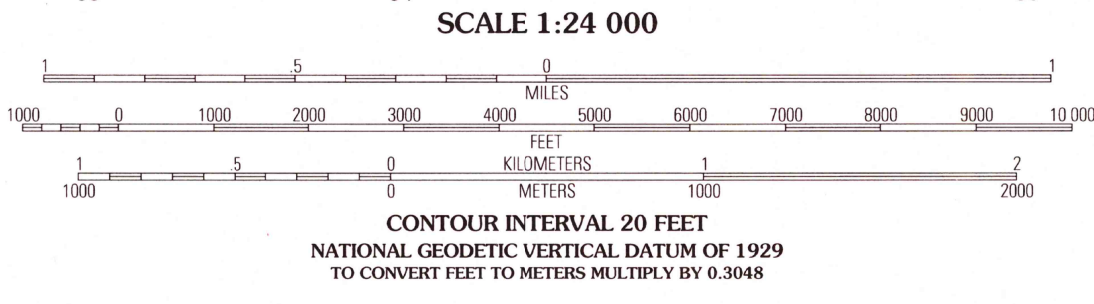 SCALE 1:24 000
1 .5 0 1
MILES
1000 0 1000 2000 3000 4000 5000 6000 7000 8000 9000 10 000
FEET
1 .5 0 KILOMETERS 1 2
1000 0 METERS 1000 2000
CONTOUR INTERVAL 20 FEET
NATIONAL GEODETIC VERTICAL DATUM OF 1929
TO CONVERT FEET TO METERS MULTIPLY BY 0.3048